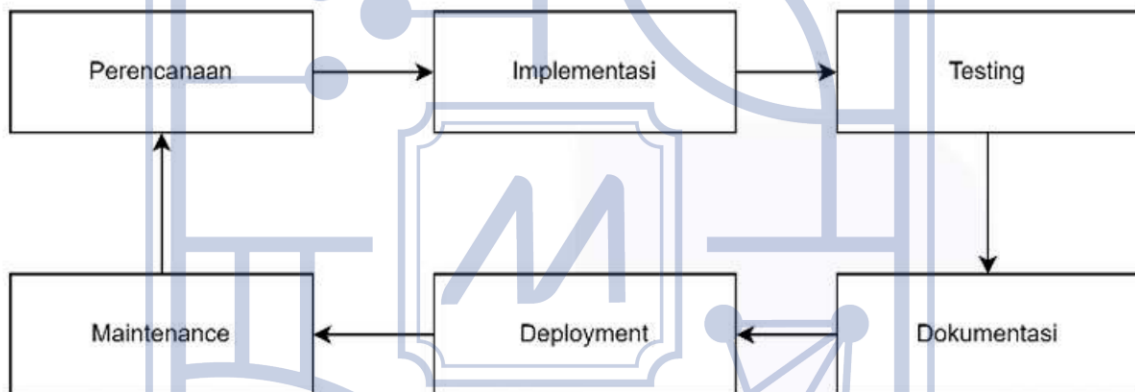 Perencanaan
Implementasi
Testing
Maintenance
Deployment
Dokumentasi